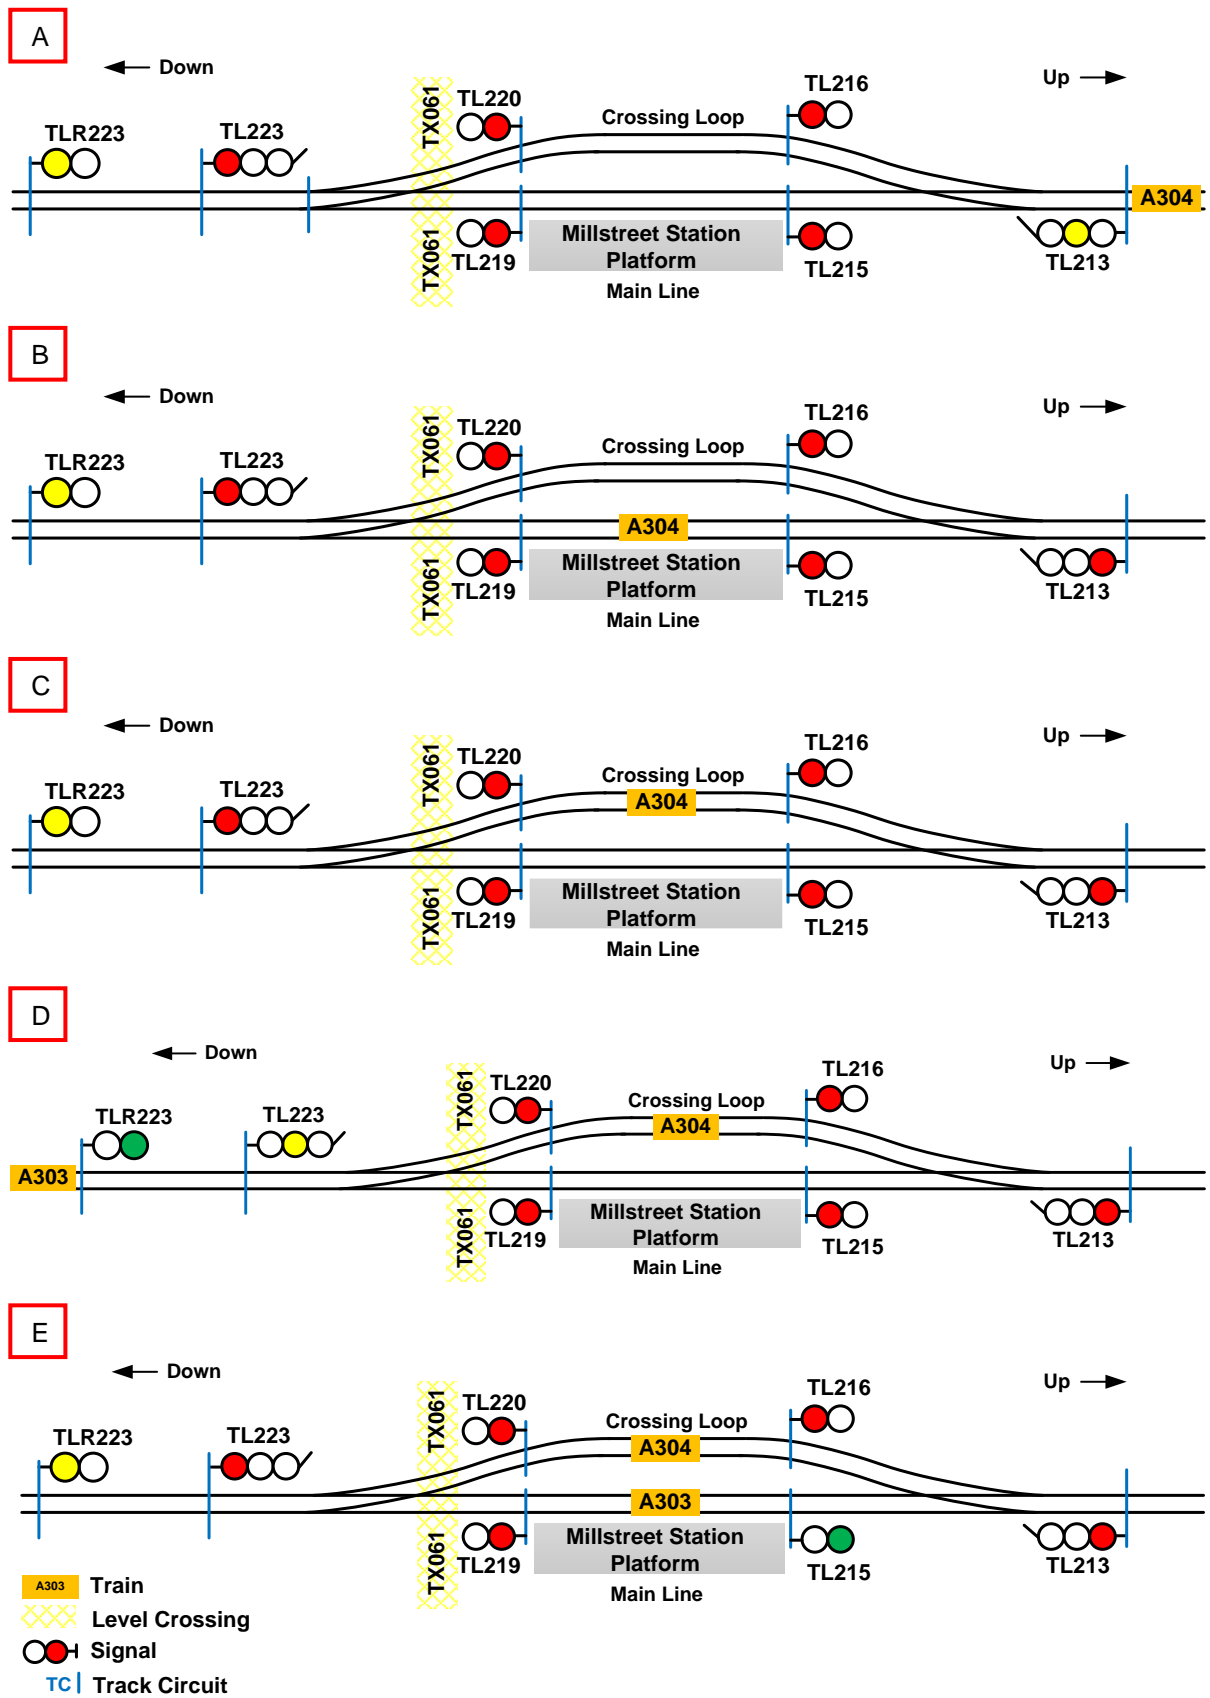 A
Down
Up
TLR223
TL223
TX061
TL220
Crossing Loop
TL216
A304
TX061
TL219
Millstreet Station
Platform
Main Line
TL215
TL213
B
Down
Up
TLR223
TL223
TX061
TL220
Crossing Loop
TL216
A304
TX061
TL219
Millstreet Station
Platform
Main Line
TL215
TL213
C
Down
Up
TLR223
TL223
TX061
TL220
Crossing Loop
TL216
A304
TX061
TL219
Millstreet Station
Platform
Main Line
TL215
TL213
D
Down
Up
TLR223
TL223
TX061
TL220
Crossing Loop
TL216
A304
A303
TX061
TL219
Millstreet Station
Platform
Main Line
TL215
TL213
E
Down
Up
TLR223
TL223
TX061
TL220
Crossing Loop
TL216
A304
A303
TX061
TL219
Millstreet Station
Platform
Main Line
TL215
TL213
A303 Train
Level Crossing
Signal
TC Track Circuit